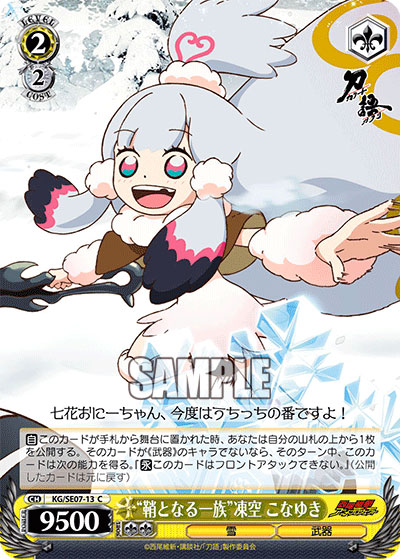 LEVEL
2
2
COST
刀語
カタナガタリ
SAMPLE
七花おにーちゃん、今度はうちっちの番ですよ！
自このカードが手札から舞台に置かれた時、あなたは自分の山札の上から1枚
を公開する。そのカードが《武器》のキャラでないなら、そのターン中、このカー
ドは次の能力を得る。『永このカードはフロントアタックできない。』（公開
したカードは元に戻す）
CH KG/SE07-13 C
“鞘となる一族”凍空 こなゆき
POWER
9500
雪
武器
©西尾維新・講談社／「刀語」製作委員会